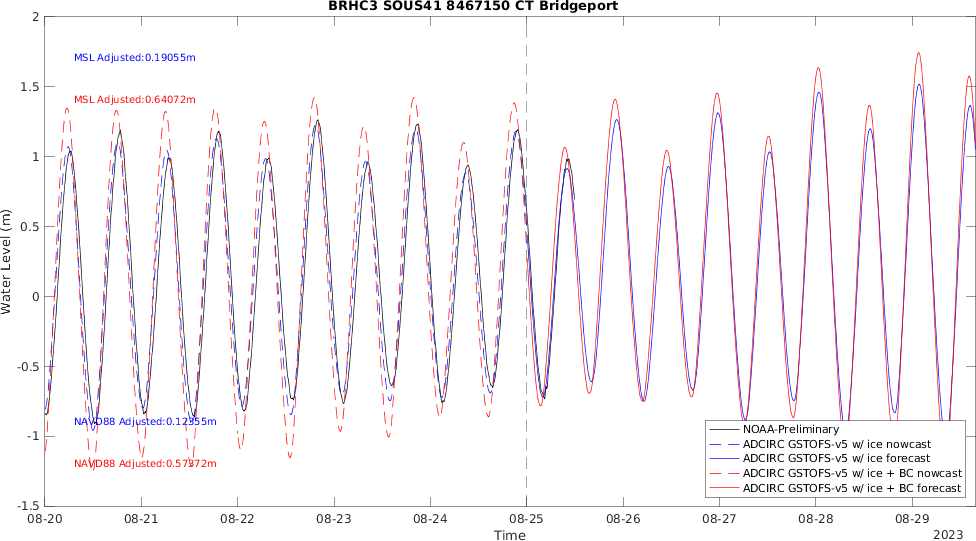 BRHC3 SOUS41 8467150 CT Bridgeport
2
1.5
1
0.5
0
-0.5
-1
-1.5
Water Level (m)
MSL Adjusted:0.19055m
MSL Adjusted:0.64072m
NAVD88 Adjusted:0.12355m
NAVD88 Adjusted:0.57372m
NOAA-Preliminary
ADCIRC GSTOFS-v5 w/ ice nowcast
ADCIRC GSTOFS-v5 w/ ice forecast
ADCIRC GSTOFS-v5 w/ ice + BC nowcast
ADCIRC GSTOFS-v5 w/ ice + BC forecast
08-20 08-21 08-22 08-23 08-24 08-25 08-26 08-27 08-28 08-29
Time
2023